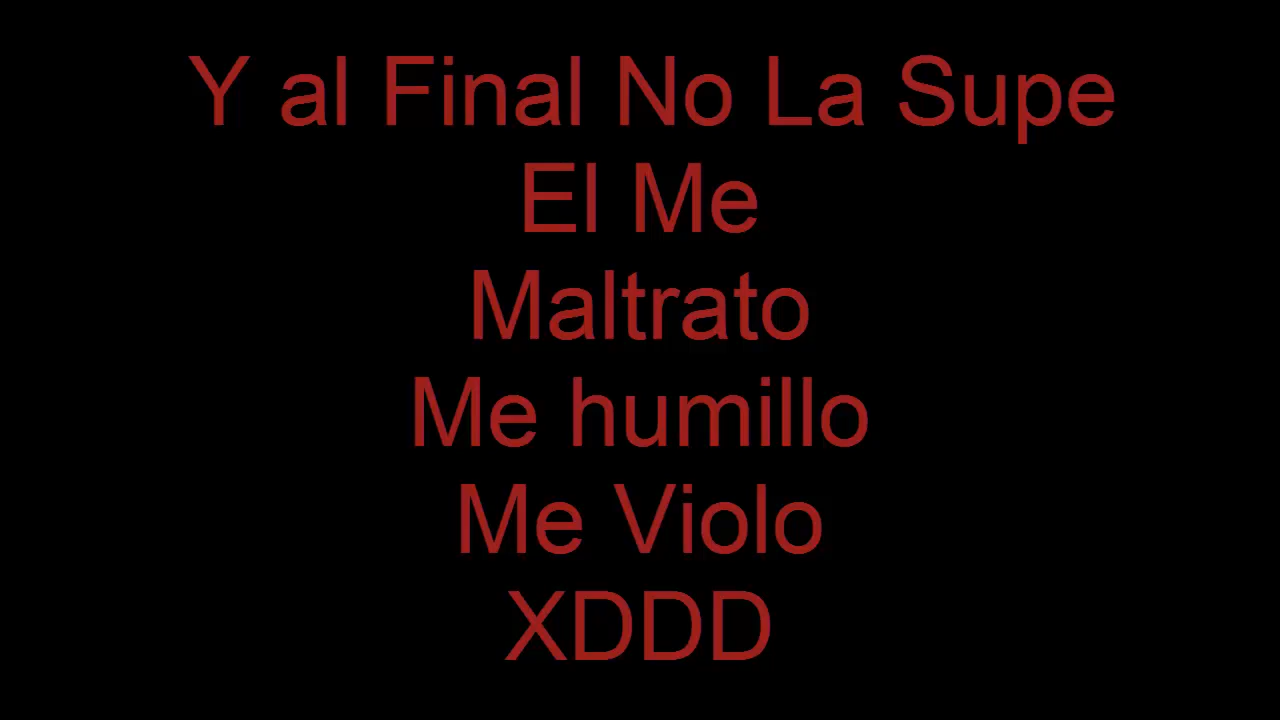 Y al Final No La Supe
El Me
Maltrato
Me humillo
Me Violo
XDDD